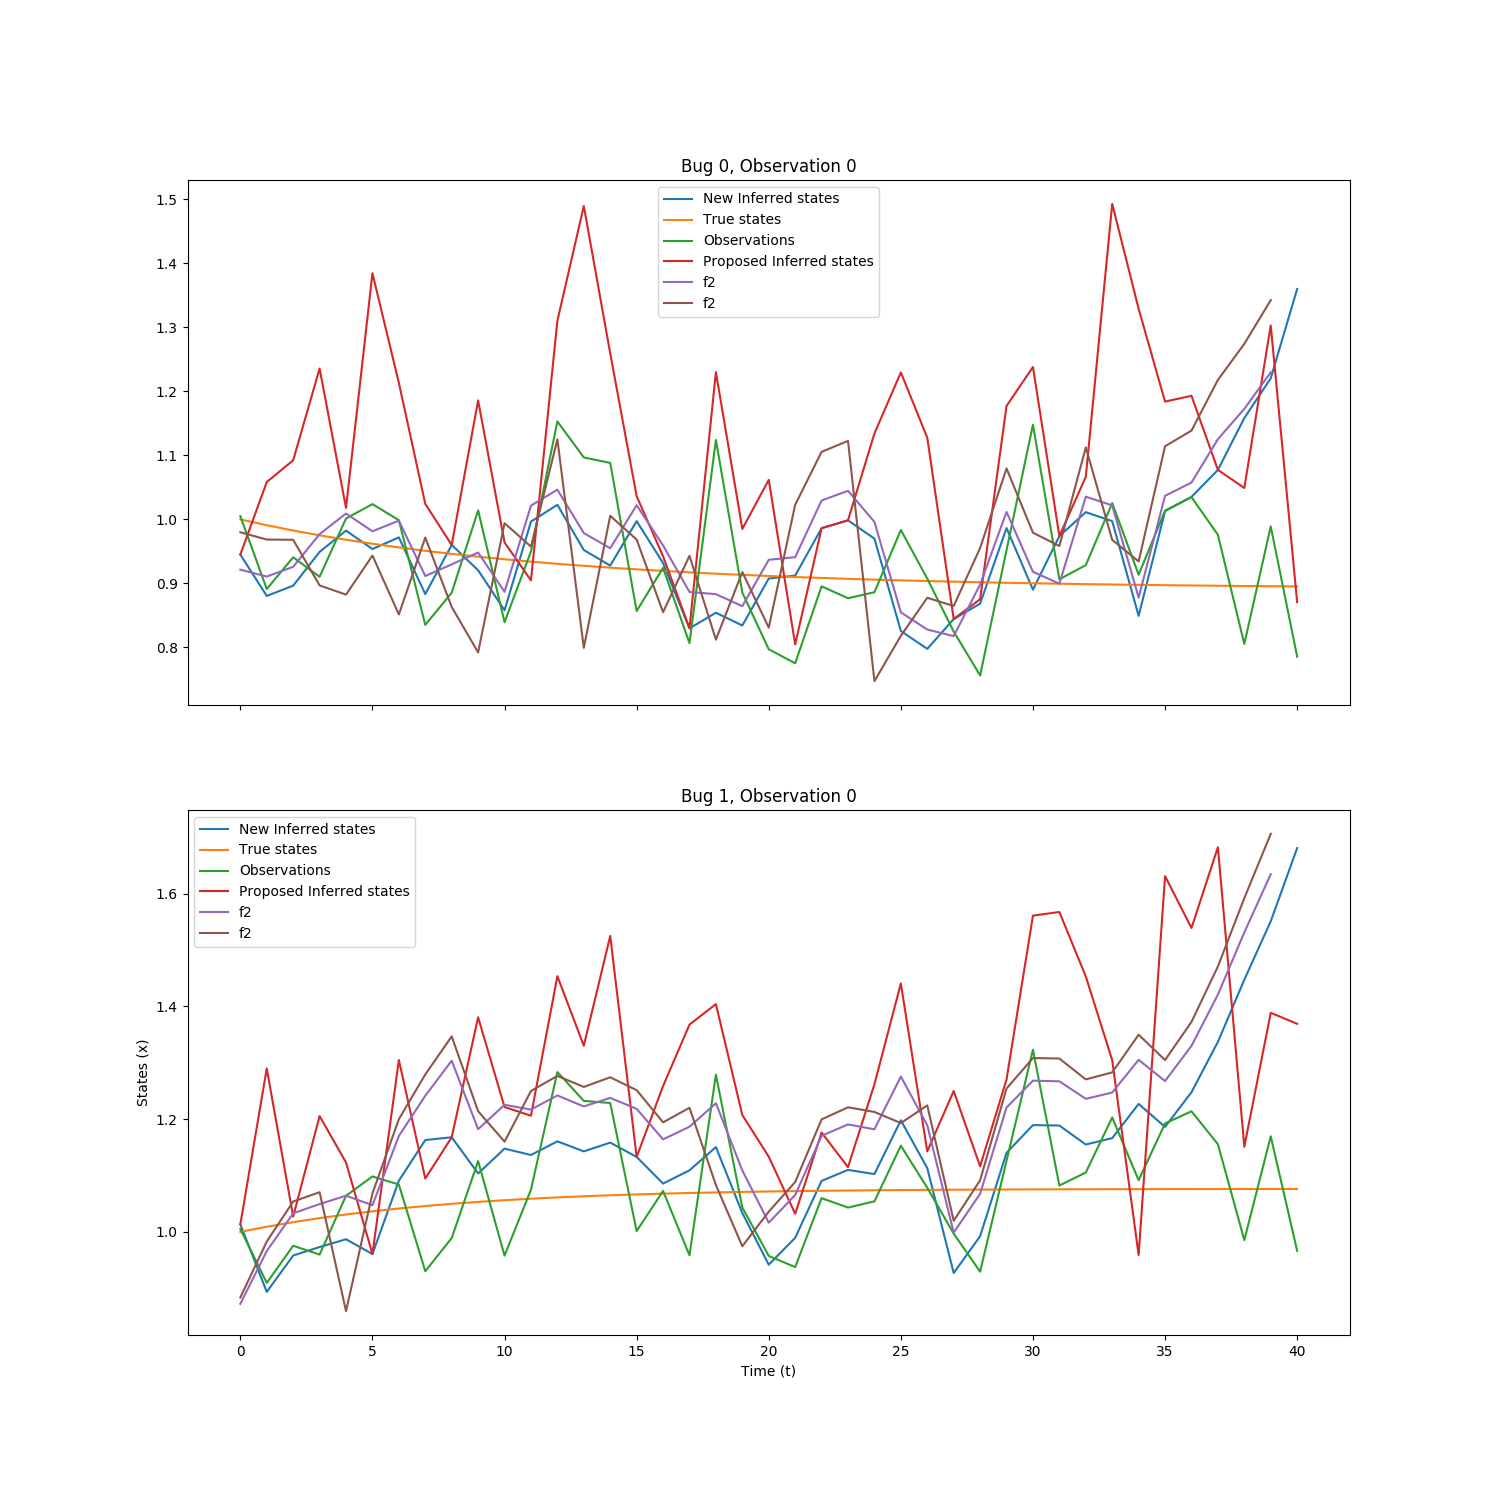 Bug 0, Observation 0
1.5
1.4
1.3
1.2
1.1
1.0
0.9
0.8
New Inferred states
True states
Observations
Proposed Inferred states
f2
f2
Bug 1, Observation 0
New Inferred states
True states
Observations
Proposed Inferred states
f2
f2
States (x)
1.6
1.4
1.2
1.0
0 5 10 15 20 25 30 35 40
Time (t)